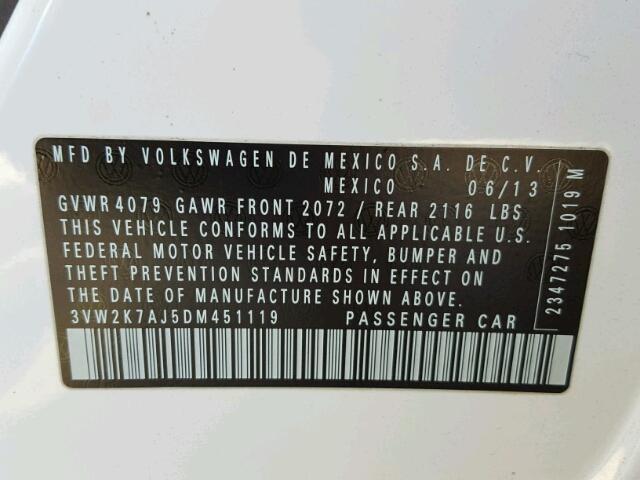 MFD BY VOLKSWAGEN DE MEXICO S.A. DE C.V.
MEXICO 06/13
GVWR 4079 GAWR FRONT 2072 / REAR 2116 LBS
THIS VEHICLE CONFORMS TO ALL APPLICABLE U.S.
FEDERAL MOTOR VEHICLE SAFETY, BUMPER AND
THEFT PREVENTION STANDARDS IN EFFECT ON
THE DATE OF MANUFACTURE SHOWN ABOVE.
3VW2K7AJ5DM451119 PASSENGER CAR
2347275 1019 M